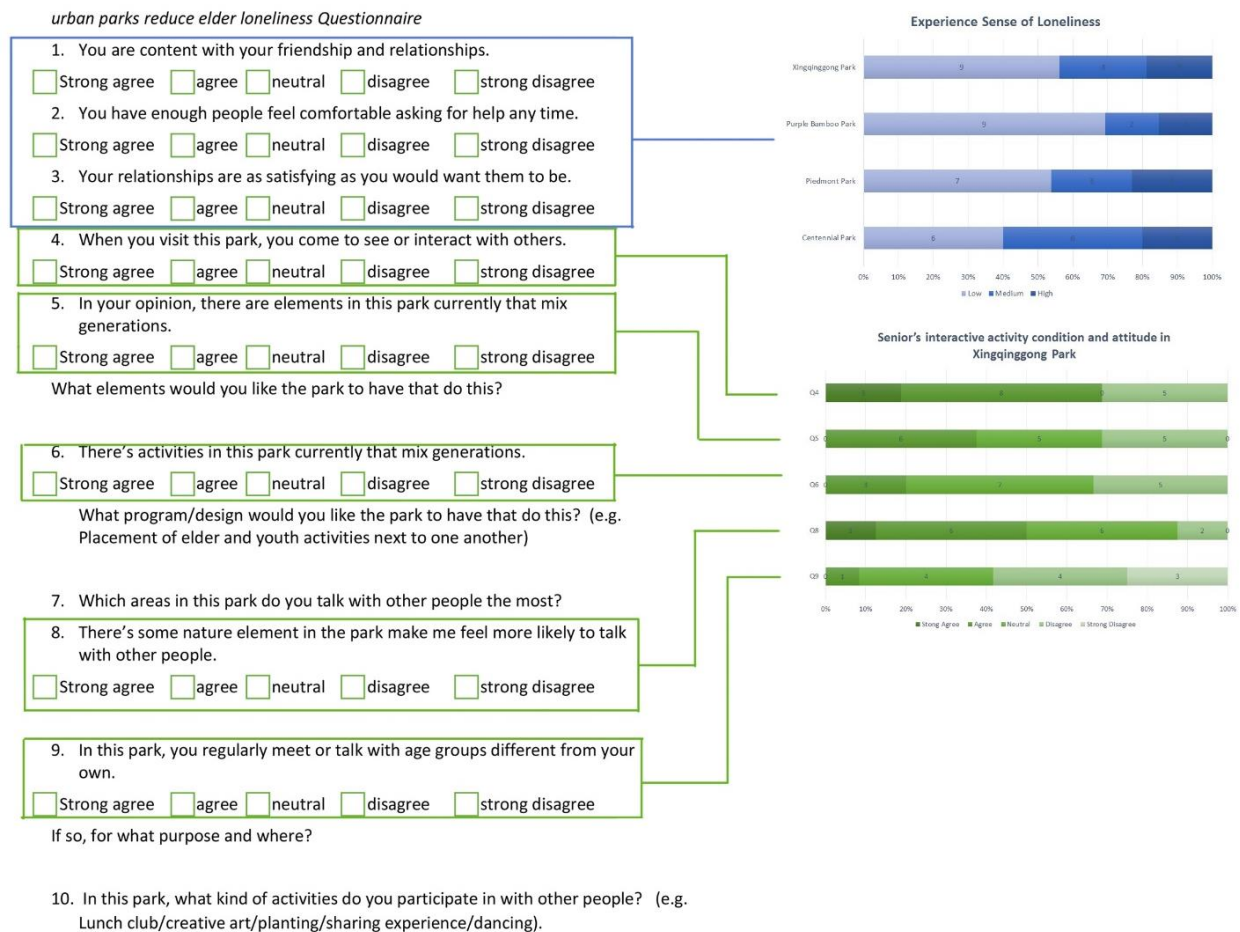 urban parks reduce elder loneliness Questionnaire
1. You are content with your friendship and relationships.
Strong agree agree neutral disagree strong disagree
2. You have enough people feel comfortable asking for help any time.
Strong agree agree neutral disagree strong disagree
3. Your relationships are as satisfying as you would want them to be.
Strong agree agree neutral disagree strong disagree
4. When you visit this park, you come to see or interact with others.
Strong agree agree neutral disagree strong disagree
5. In your opinion, there are elements in this park currently that mix
generations.
Strong agree agree neutral disagree strong disagree
What elements would you like the park to have that do this?
6. There's activities in this park currently that mix generations.
Strong agree agree neutral disagree strong disagree
What program/design would you like the park to have that do this? (e.g.
Placement of elder and youth activities next to one another)
7. Which areas in this park do you talk with other people the most?
8. There's some nature element in the park make me feel more likely to talk
with other people.
Strong agree agree neutral disagree strong disagree
9. In this park, you regularly meet or talk with age groups different from your
own.
Strong agree agree neutral disagree strong disagree
If so, for what purpose and where?
10. In this park, what kind of activities do you participate in with other people? (e.g.
Lunch club/creative art/planting/sharing experience/dancing).
Experience Sense of Loneliness
Xingqinggong Park 9 4
Purple Bamboo Park 9
Piedmont Park 7
Centennial Park 6
0% 10% 20% 30% 40% 50% 60% 70% 80% 90% 100%
Low Medium High
Senior's interactive activity condition and attitude in
Xingqinggong Park
Q4 3 8 0 5
Q5 0 6 5 5 0
Q6 0 3 7 5
Q8 6 6 2 0
Q9 0 1 4 4 3
0% 10% 20% 30% 40% 50% 60% 70% 80% 90% 100%
Stong Agree Agree Neutral Disagree Strong Disagree